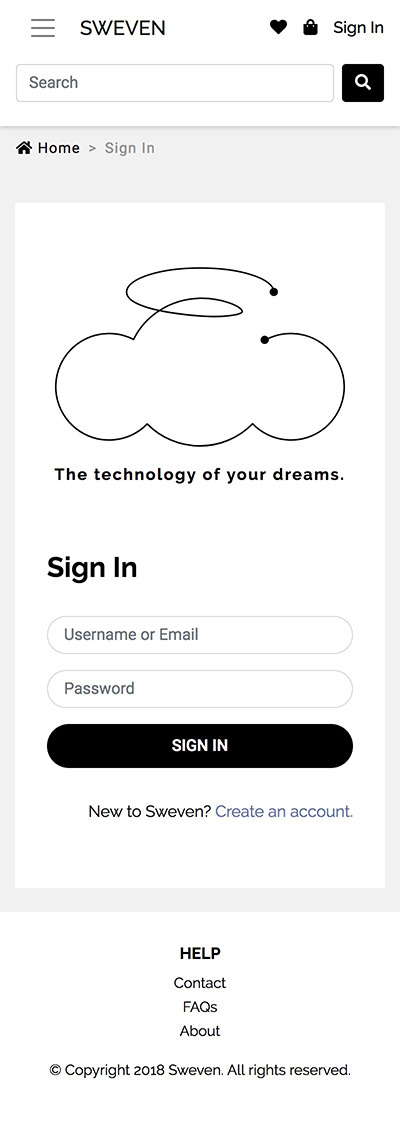 SWEVEN Sign In
Search
Home > Sign In
The technology of your dreams.
Sign In
Username or Email
Password
SIGN IN
New to Sweven? Create an account.
HELP
Contact
FAQs
About
© Copyright 2018 Sweven. All rights reserved.